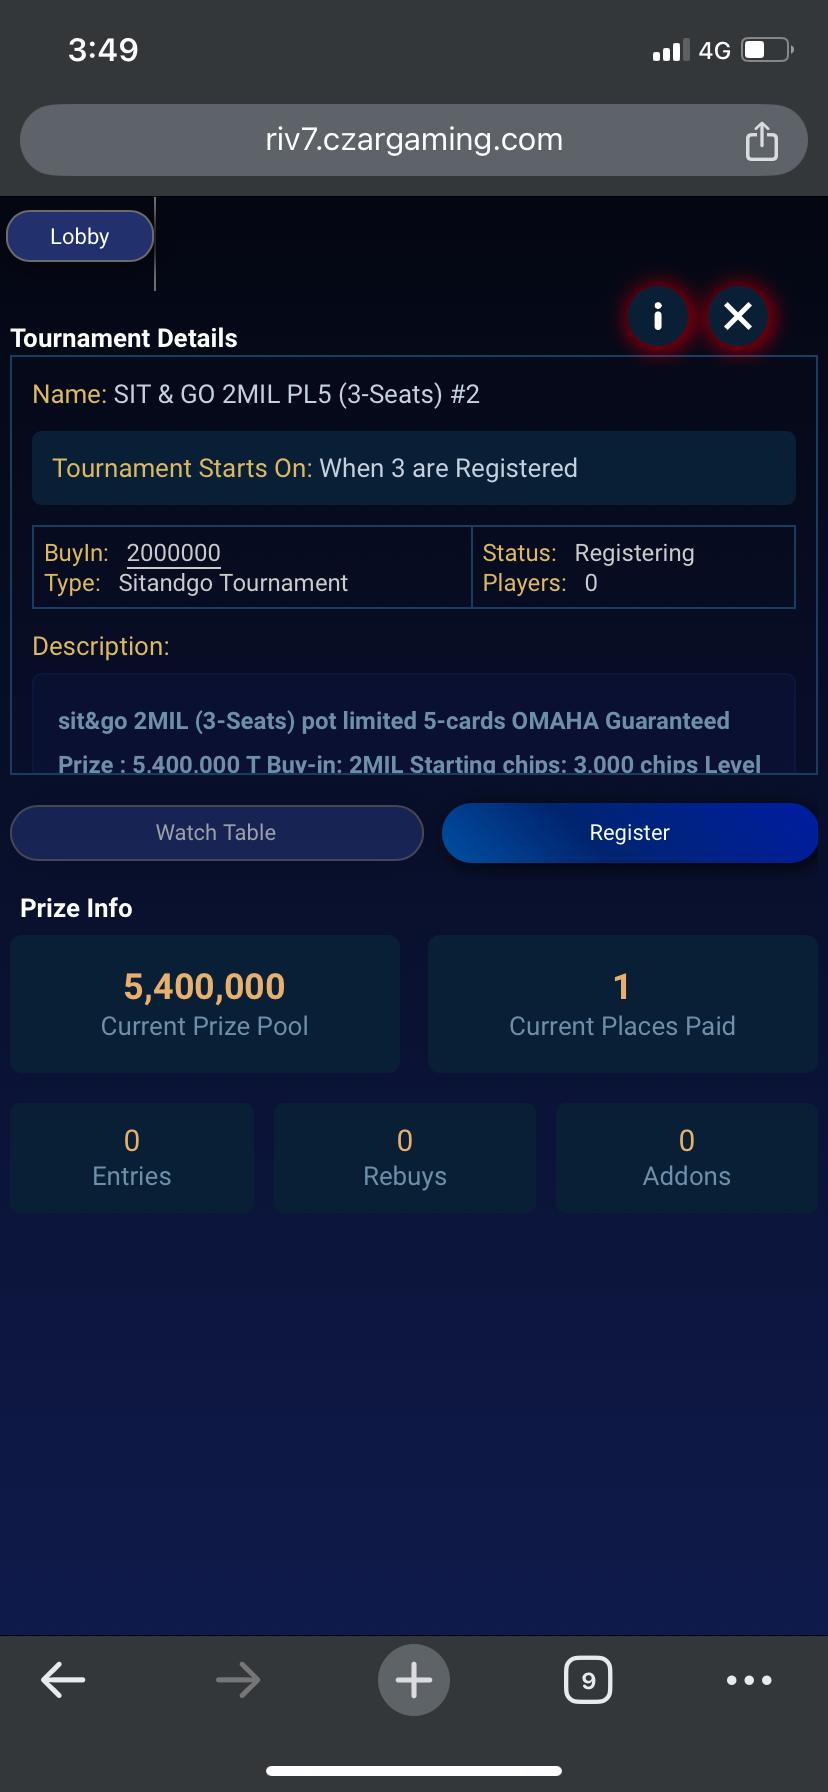 3:49
4G
riv7.czargaming.com
Lobby
Tournament Details
Name: SIT & GO 2MIL PL5 (3-Seats) #2
Tournament Starts On: When 3 are Registered
BuyIn: 2000000
Type: Sitandgo Tournament
Status: Registering
Players: 0
Description:
sit&go 2MIL (3-Seats) pot limited 5-cards OMAHA Guaranteed
Prize : 5,400,000 T Buy-in: 2MIL Starting chips: 3,000 chips Level
Watch Table
Register
Prize Info
5,400,000
Current Prize Pool
1
Current Places Paid
0
Entries
0
Rebuys
0
Addons
9